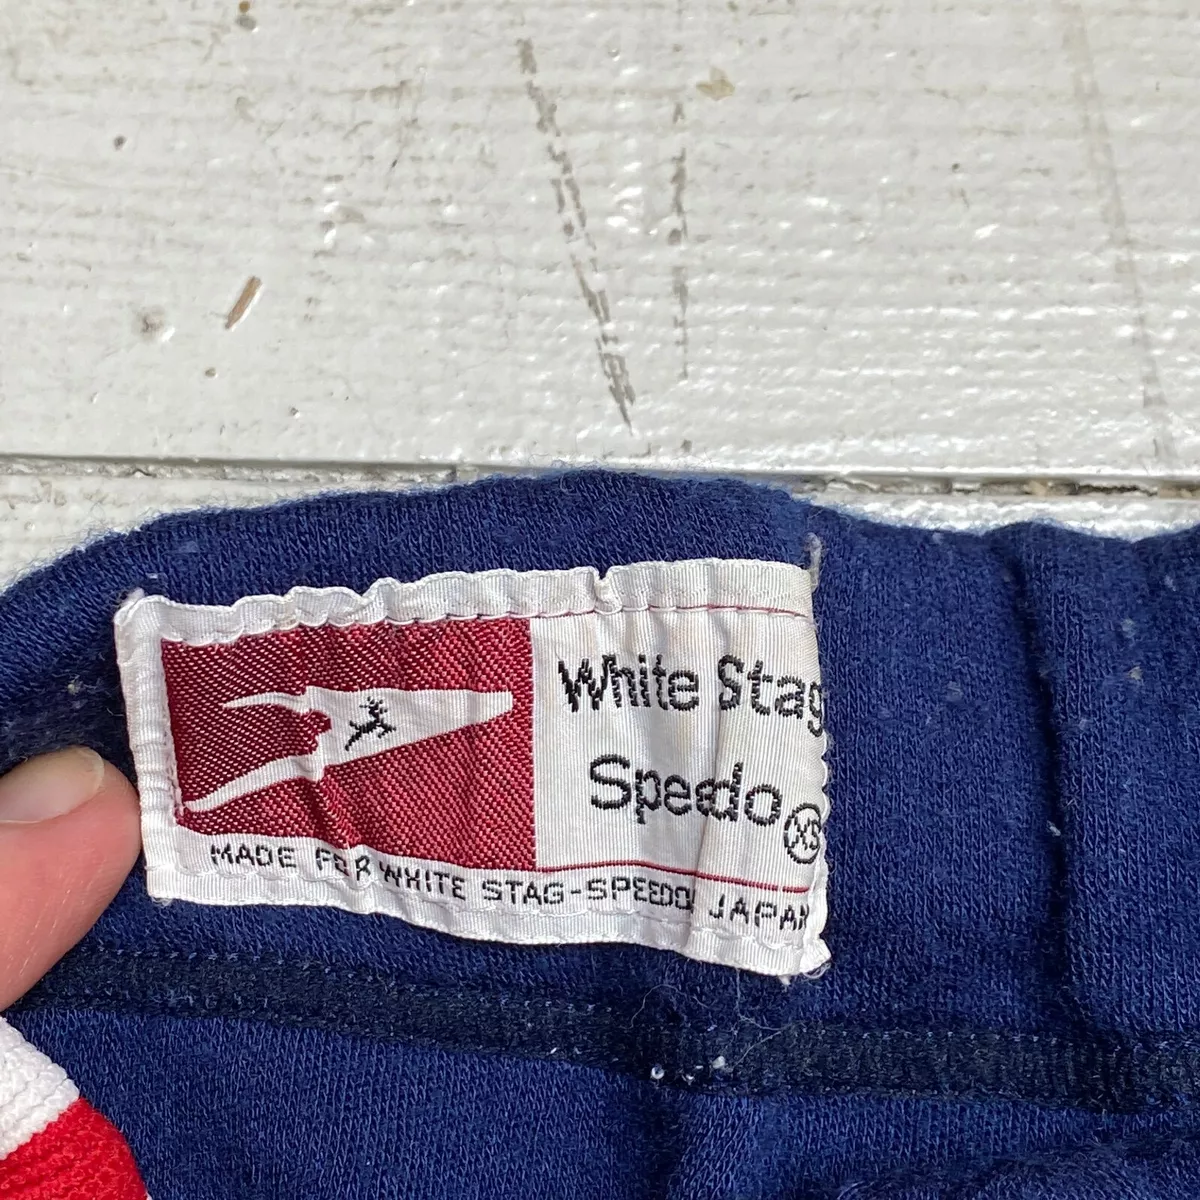 White Stag
Speedo XS
MADE FOR WHITE STAG-SPEEDO JAPAN